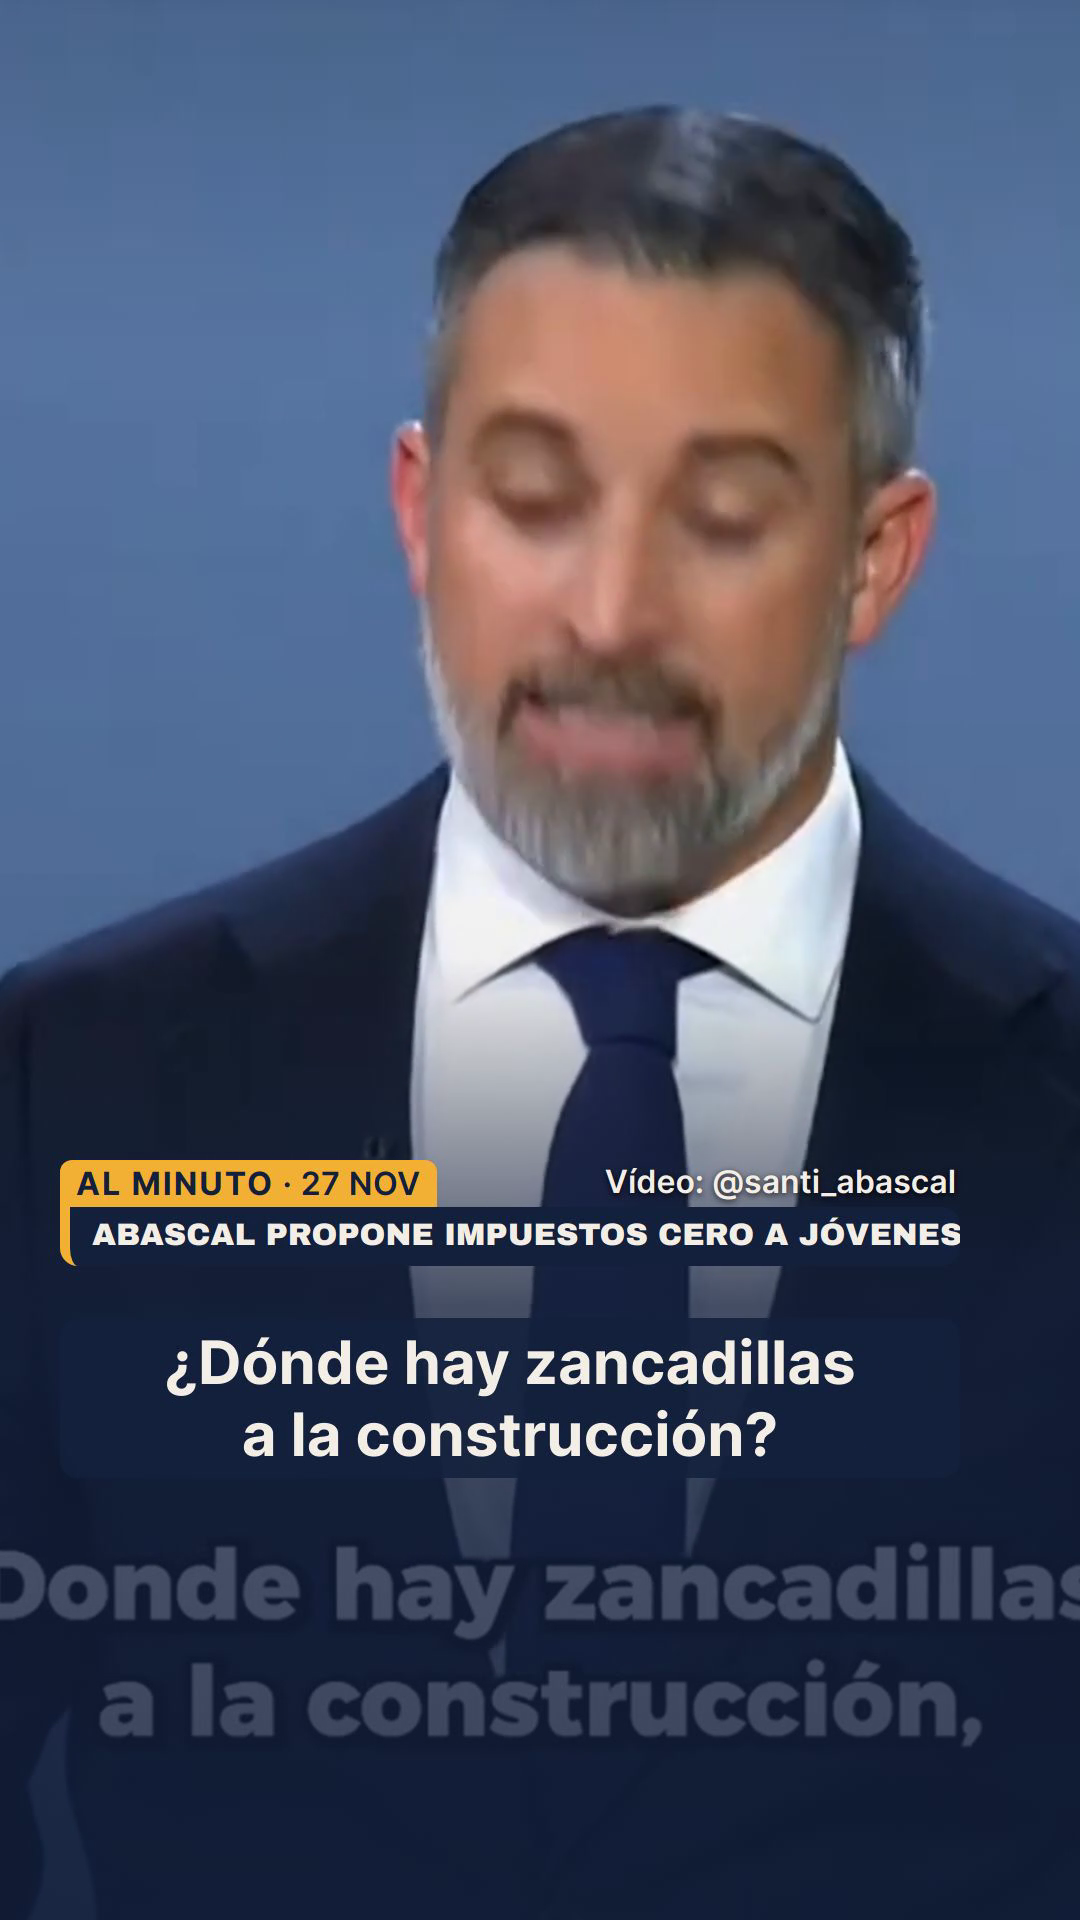 AL MINUTO · 27 NOV
Vídeo: @santi_abascal
ABASCAL PROPONE IMPUESTOS CERO A JÓVENES
¿Dónde hay zancadillas
a la construcción?
Donde hay zancadillas
a la construcción,